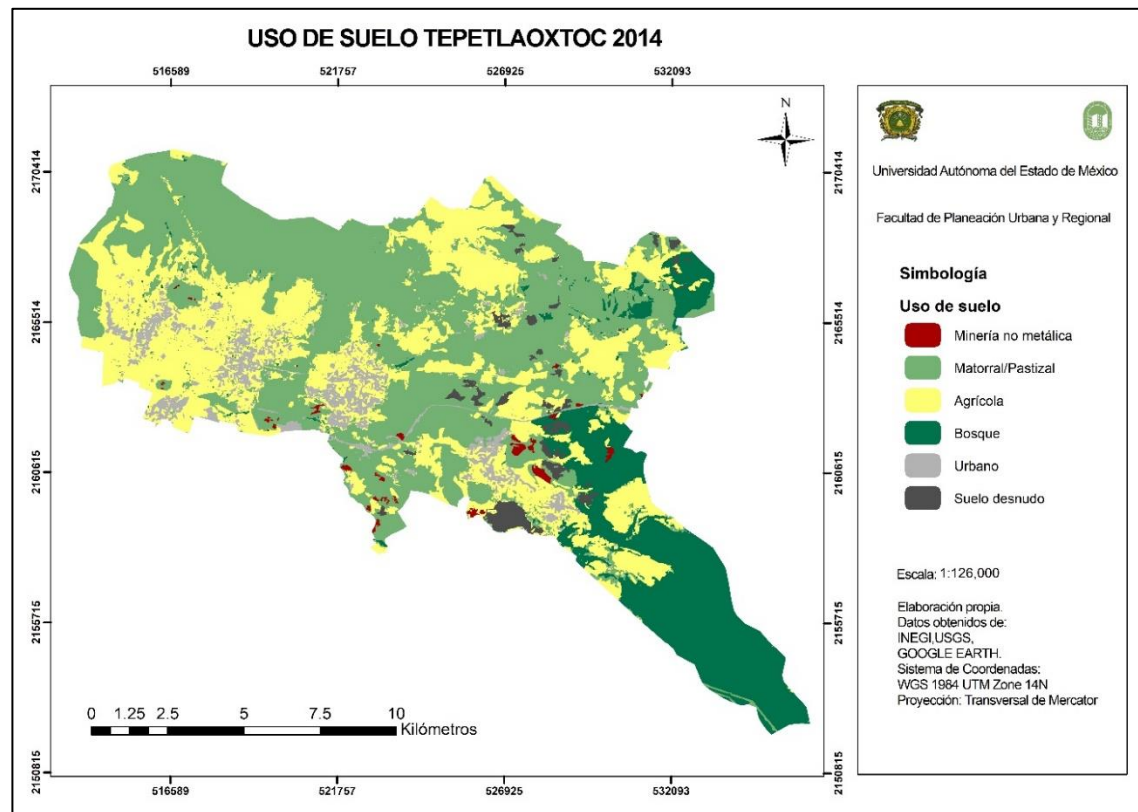 USO DE SUELO TEPETLAOXTOC 2014
516589 521757 526925 532093
N
2170414 2170414
2165514 2165514
2160615 2160615
2155715 2155715
2150815 2150815
0 1.25 2.5 5 7.5 10
Kilómetros
516589 521757 526925 532093
Universidad Autónoma del Estado de México
Facultad de Planeación Urbana y Regional
Simbología
Uso de suelo
Minería no metálica
Matorral/Pastizal
Agrícola
Bosque
Urbano
Suelo desnudo
Escala: 1:126,000
Elaboración propia.
Datos obtenidos de:
INEGI,USGS,
GOOGLE EARTH.
Sistema de Coordenadas:
WGS 1984 UTM Zone 14N
Proyección: Transversal de Mercator